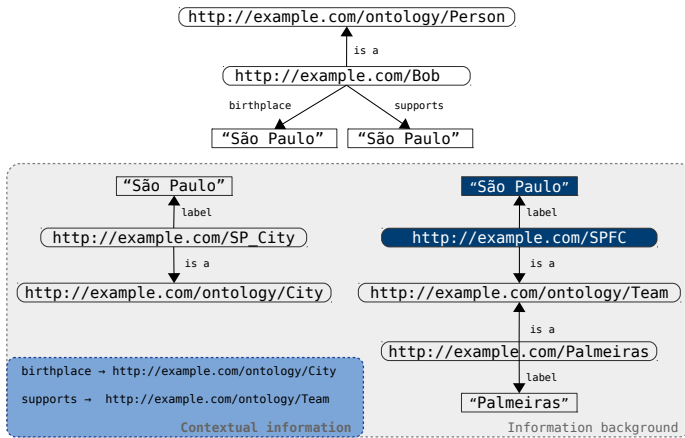 http://example.com/ontology/Person
is a
http://example.com/Bob
birthplace
supports
“São Paulo”
“São Paulo”
“São Paulo”
“São Paulo”
label
label
http://example.com/SP_City
http://example.com/SPFC
is a
is a
http://example.com/ontology/City
http://example.com/ontology/Team
is a
http://example.com/Palmeiras
label
“Palmeiras”
birthplace → http://example.com/ontology/City
supports → http://example.com/ontology/Team
Contextual information
Information background